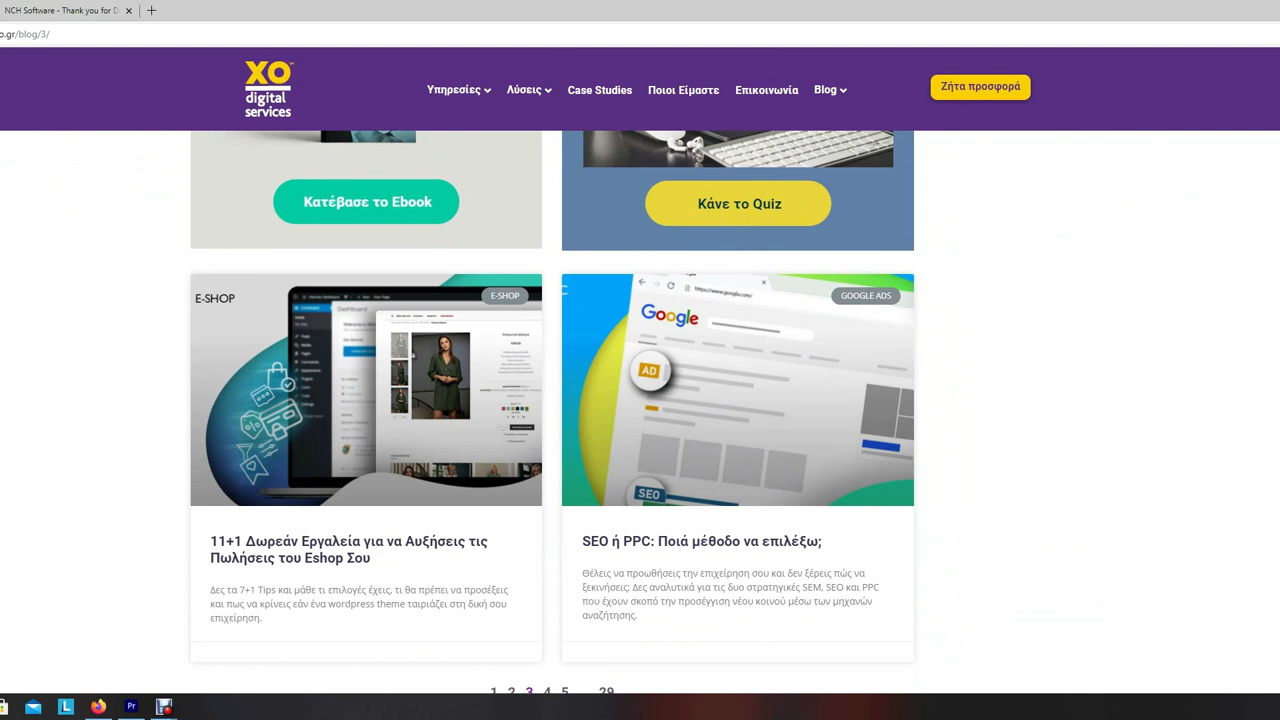 NCH Software - Thank you for D
o.gr/blog/3/
XO
digital
services
Υπηρεσίες
Λύσεις
Case Studies
Ποιοι Είμαστε
Επικοινωνία
Blog
Ζήτα προσφορά
Κατέβασε το Ebook
Κάνε το Quiz
E-SHOP
E-SHOP
GOOGLE ADS
https://www.google.com/
Google
AD
SEO
11+1 Δωρεάν Εργαλεία για να Αυξήσεις τις
Πωλήσεις του Eshop Σου
Δες τα 7+1 Tips και μάθε τι επιλογές έχεις, τι θα πρέπει να προσέξεις
και πως να κρίνεις εάν ένα wordpress theme ταιριάζει στη δική σου
επιχείρηση.
SEO ή PPC: Ποιά μέθοδο να επιλέξω;
Θέλεις να προωθήσεις την επιχείρηση σου και δεν ξέρεις πώς να
ξεκινήσεις; Δες αναλυτικά για τις δυο στρατηγικές SEM, SEO και PPC
που έχουν σκοπό την προσέγγιση νέου κοινού μέσω των μηχανών
αναζήτησης.
1 2 3 4 5 ... 29
L
Pr